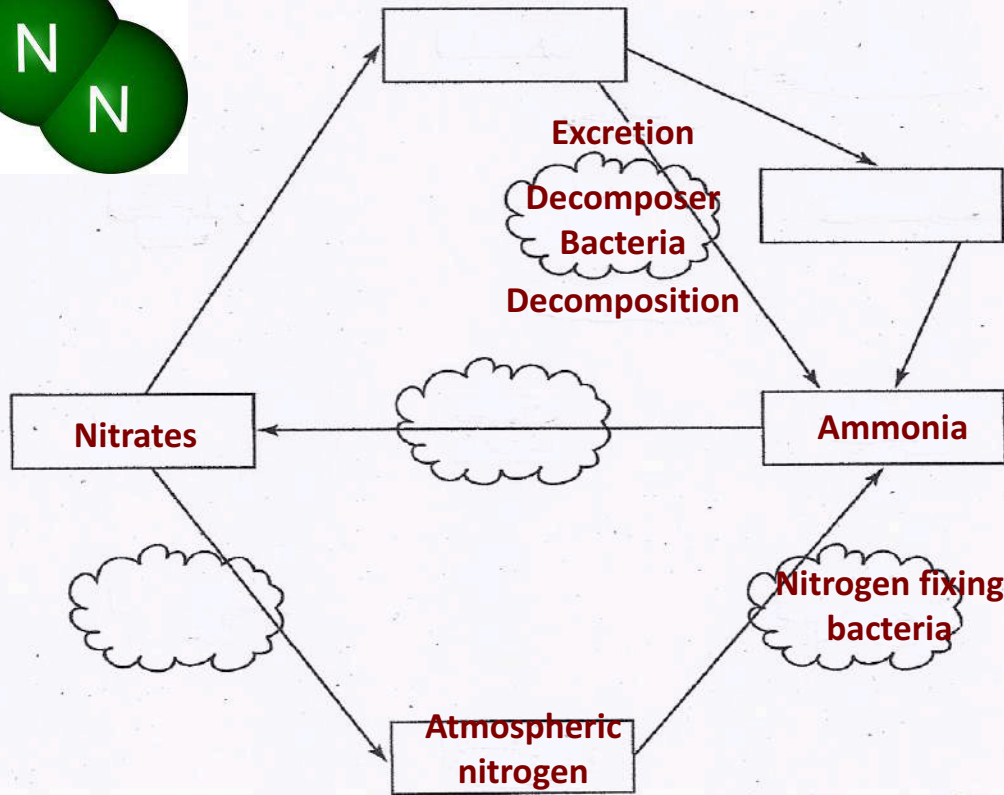 N
N
Excretion
Decomposer
Bacteria
Decomposition
Nitrates
Ammonia
Nitrogen fixing
bacteria
Atmospheric
nitrogen